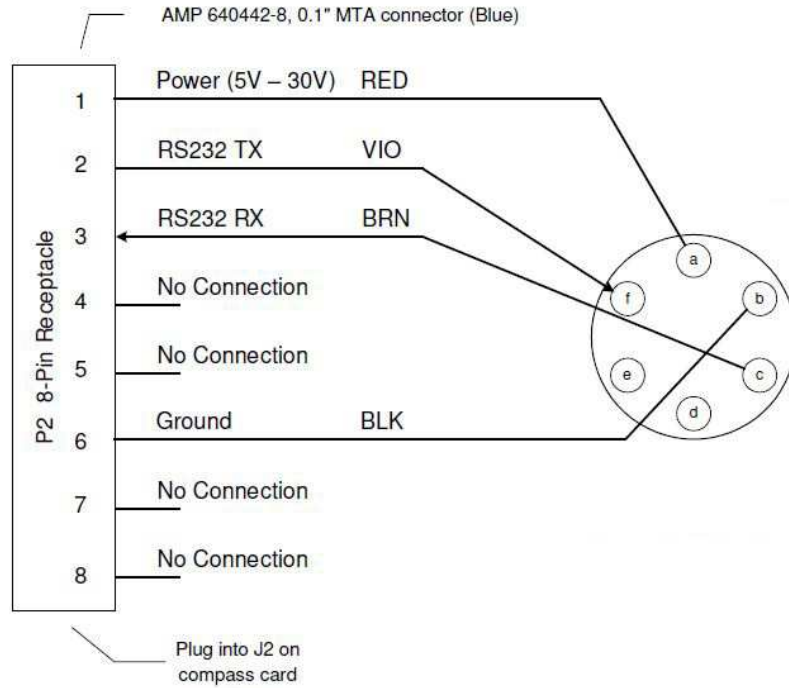 AMP 640442-8, 0.1" MTA connector (Blue)
P2 8-Pin Receptacle
1 Power (5V – 30V) RED
2 RS232 TX VIO
3 RS232 RX BRN
4 No Connection
5 No Connection
6 Ground BLK
7 No Connection
8 No Connection
a
b
c
d
e
f
Plug into J2 on
compass card